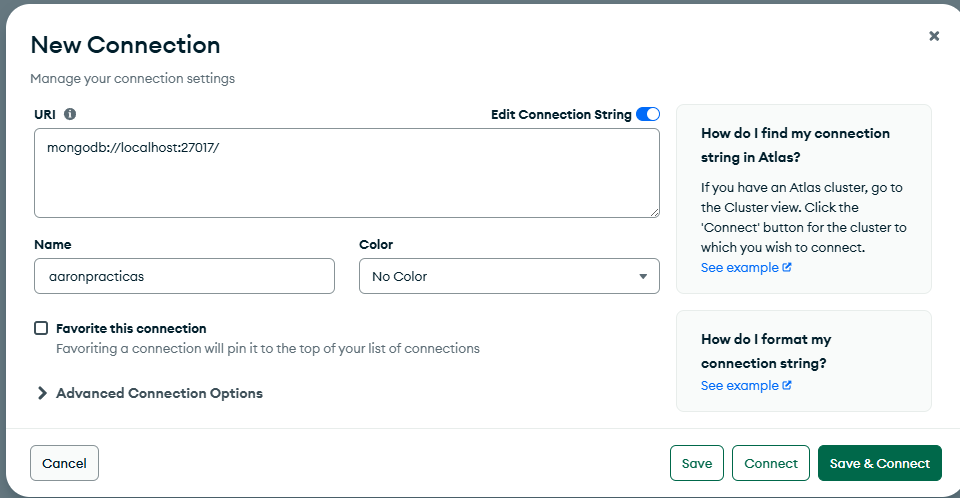 New Connection
Manage your connection settings
URI
Edit Connection String
mongodb://localhost:27017/
Name
Color
aaronpracticas
No Color
Favorite this connection
Favoriting a connection will pin it to the top of your list of connections
Advanced Connection Options
How do I find my connection
string in Atlas?
If you have an Atlas cluster, go to
the Cluster view. Click the
'Connect' button for the cluster to
which you wish to connect.
See example
How do I format my
connection string?
See example
Cancel
Save
Connect
Save & Connect